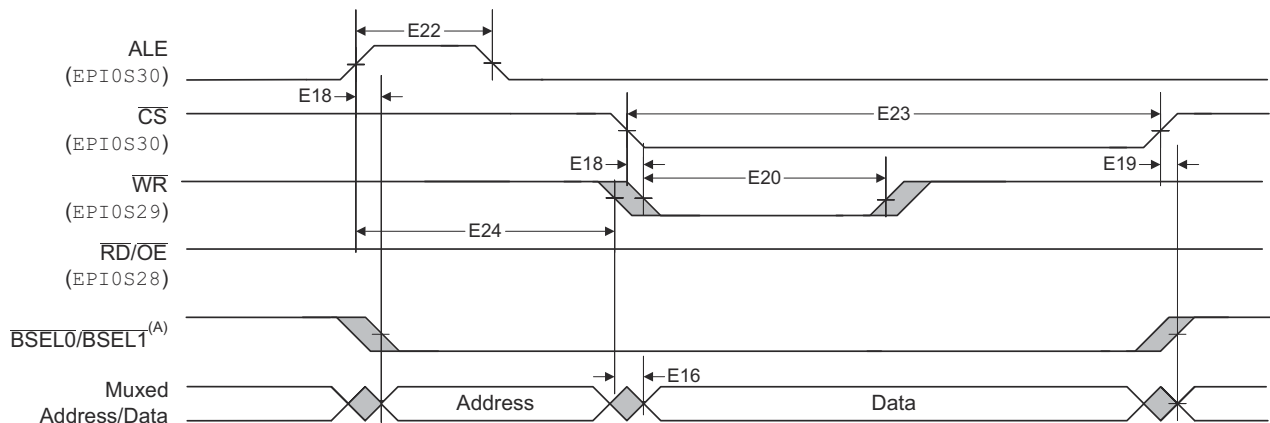 E22
ALE
(EPI0S30)
E18
CS
(EPI0S30)
E23
E18
E19
WR
E20
(EPI0S29)
E24
RD/OE
(EPI0S28)
BSEL0/BSEL1(A)
E16
Muxed
Address/Data
Address
Data